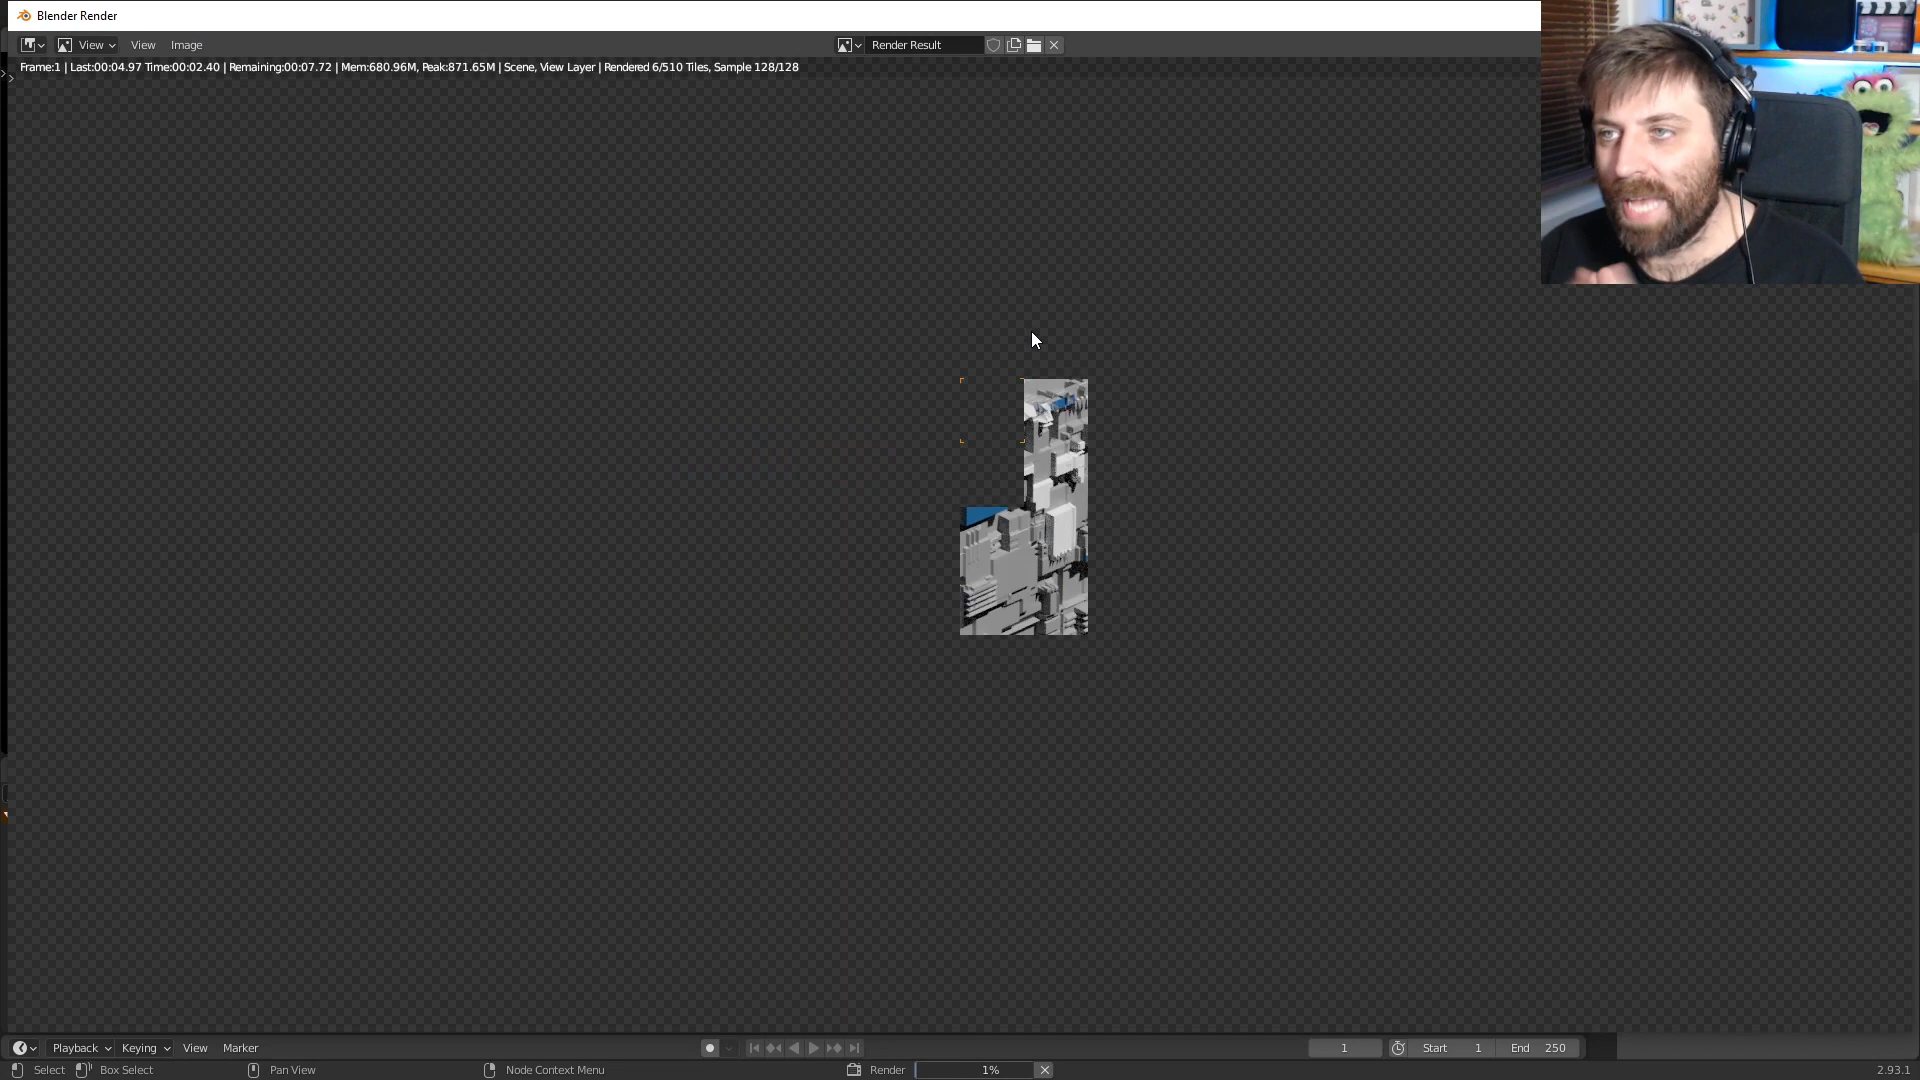 Blender Render
View View Image Render Result
Frame:1 | Last:00:04.97 Time:00:02.40 | Remaining:00:07.72 | Mem:680.96M, Peak:871.65M | Scene, View Layer | Rendered 6/510 Tiles, Sample 128/128
Playback Keying View Marker 1 Start 1 End 250
Select Box Select Pan View Node Context Menu Render 1% 2.93.1